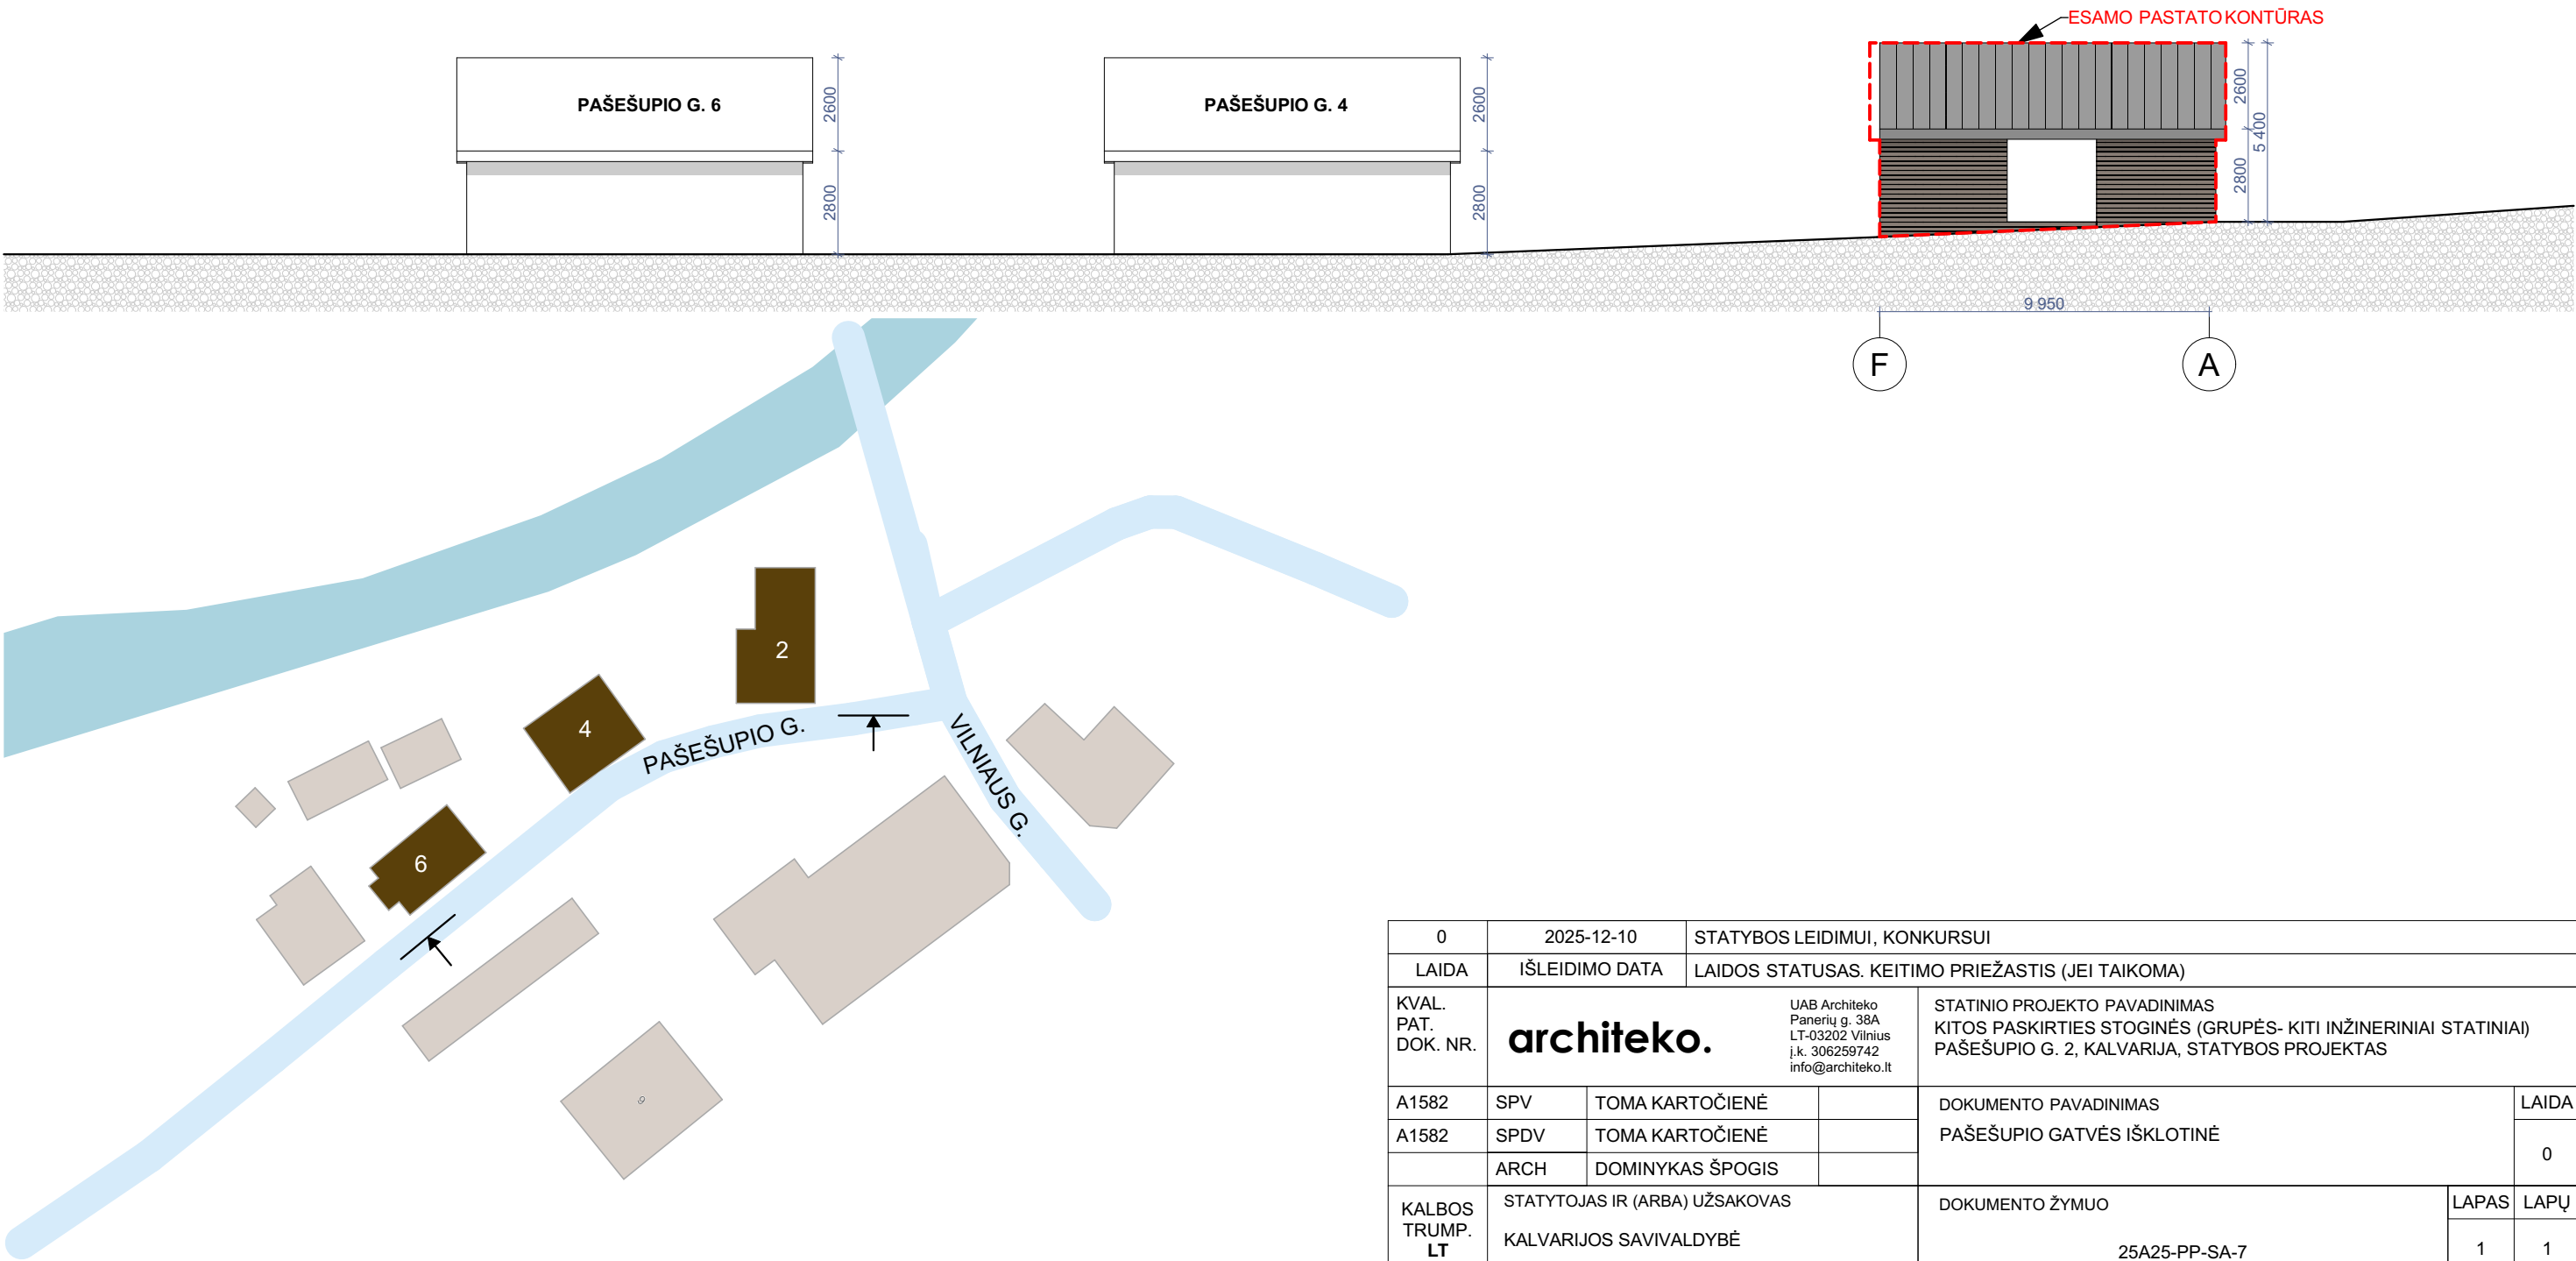 ESAMO PASTATO KONTŪRAS
PAŠEŠUPIO G. 6
2600
2800
PAŠEŠUPIO G. 4
2600
2800
2600
2800
5 400
9 950
F
A
2
4
6
PAŠEŠUPIO G.
VILNIAUS G.
0
2025-12-10
STATYBOS LEIDIMUI, KONKURSUI
LAIDA
IŠLEIDIMO DATA
LAIDOS STATUSAS. KEITIMO PRIEŽASTIS (JEI TAIKOMA)
KVAL.
PAT.
DOK. NR.
architeko.
UAB Architeko
Panerių g. 38A
LT-03202 Vilnius
į.k. 306259742
info@architeko.lt
STATINIO PROJEKTO PAVADINIMAS
KITOS PASKIRTIES STOGINĖS (GRUPĖS- KITI INŽINERINIAI STATINIAI)
PAŠEŠUPIO G. 2, KALVARIJA, STATYBOS PROJEKTAS
A1582
SPV
TOMA KARTOČIENĖ
A1582
SPDV
TOMA KARTOČIENĖ
ARCH
DOMINYKAS ŠPOGIS
DOKUMENTO PAVADINIMAS
PAŠEŠUPIO GATVĖS IŠKLOTINĖ
LAIDA
0
KALBOS
TRUMP.
LT
STATYTOJAS IR (ARBA) UŽSAKOVAS
KALVARIJOS SAVIVALDYBĖ
DOKUMENTO ŽYMUO
25A25-PP-SA-7
LAPAS
LAPŲ
1
1